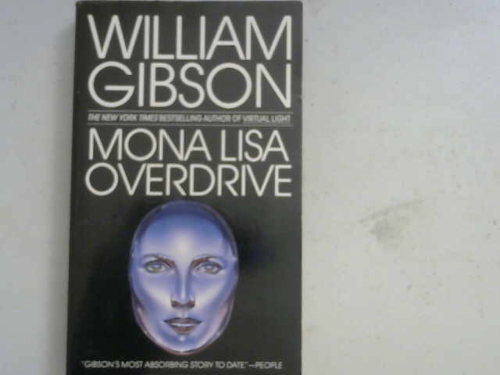 WILLIAM
GIBSON
THE NEW YORK TIMES BESTSELLING AUTHOR OF VIRTUAL LIGHT
MONA LISA
OVERDRIVE
"GIBSON'S MOST ABSORBING STORY TO DATE."—PEOPLE